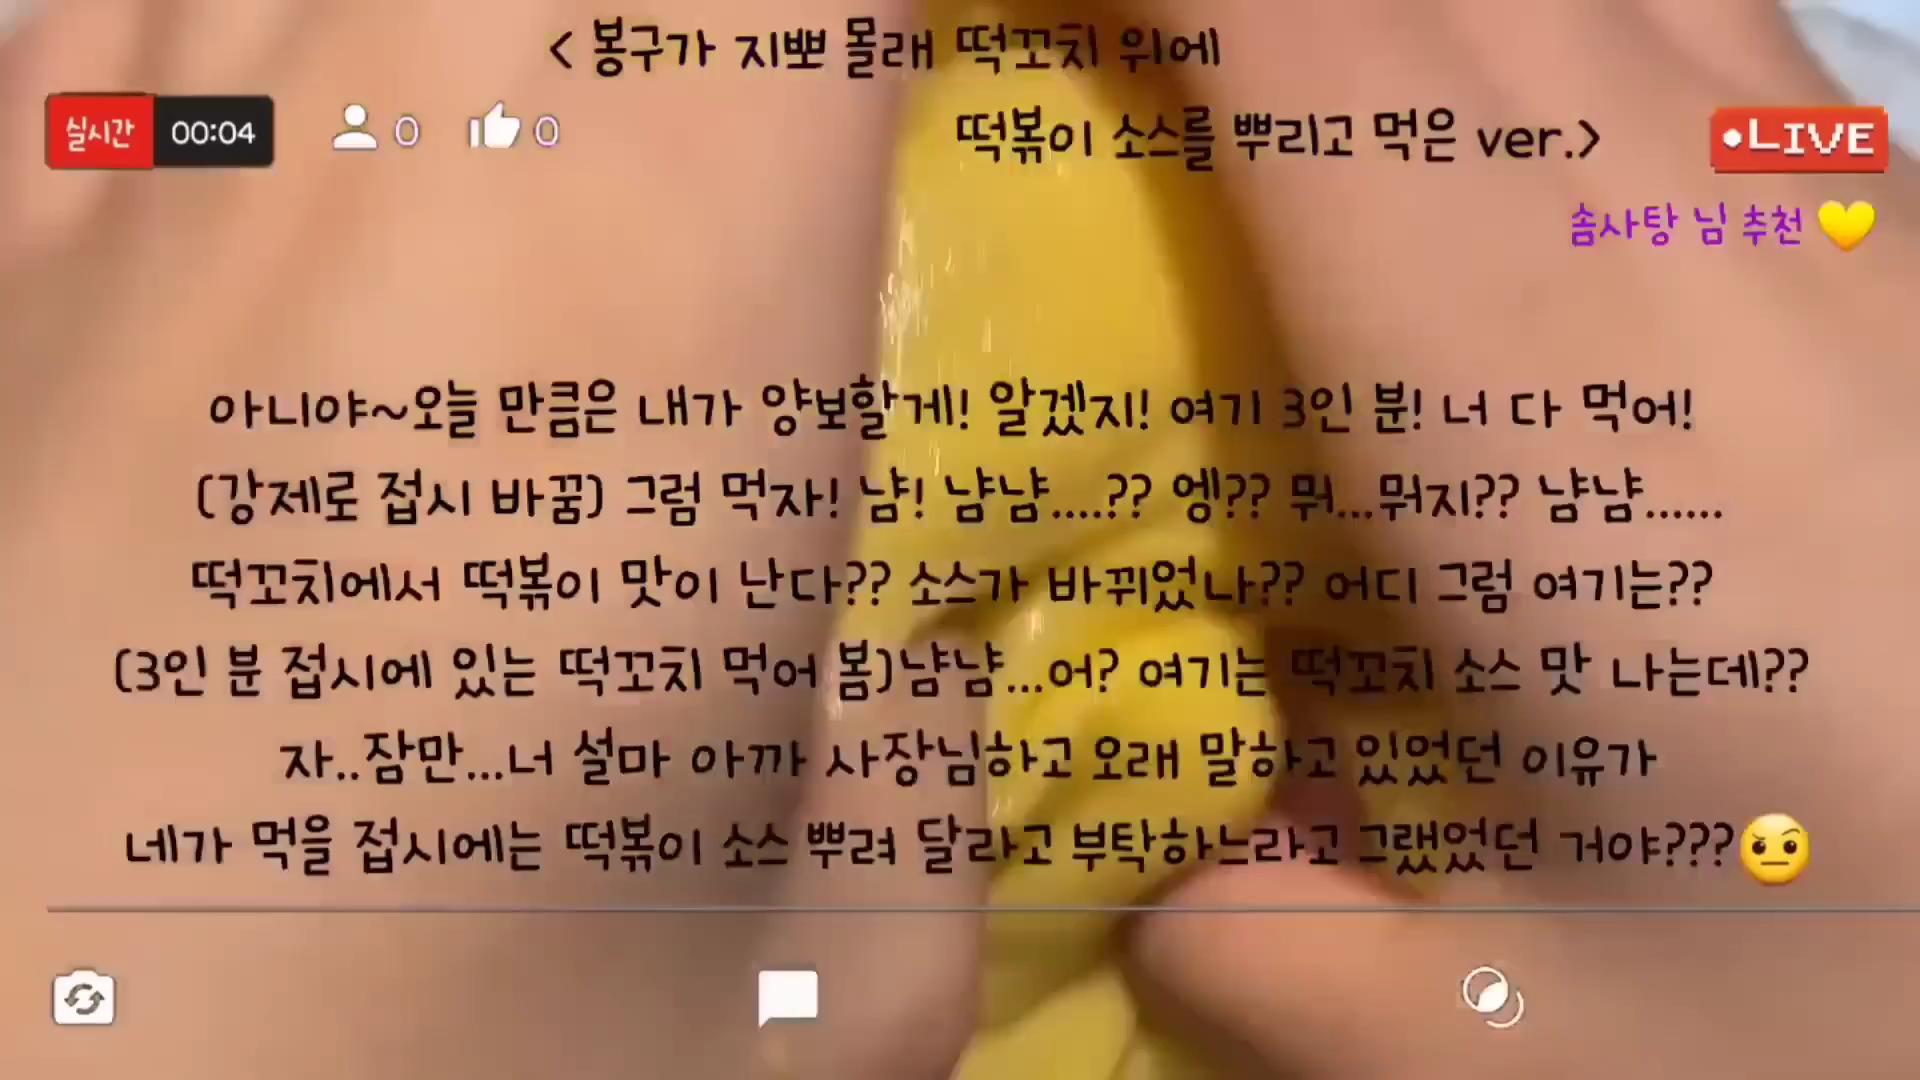 < 봉구가 지뽀 몰래 떡꼬치 위에
떡볶이 소스를 뿌리고 먹은 ver.>
실시간 00:04 0 0
LIVE
솜사탕 님 추천
아니야~오늘 만큼은 내가 양보할게! 알겠지! 여기 3인 분! 너 다 먹어!
(강제로 접시 바꿈) 그럼 먹자! 냠! 냠냠....?? 엥?? 뭐...뭐지?? 냠냠......
떡꼬치에서 떡볶이 맛이 난다?? 소스가 바뀌었나?? 어디 그럼 여기는??
(3인 분 접시에 있는 떡꼬치 먹어 봄)냠냠...어? 여기는 떡꼬치 소스 맛 나는데??
자..잠만...너 설마 아까 사장님하고 오래 말하고 있었던 이유가
네가 먹을 접시에는 떡볶이 소스 뿌려 달라고 부탁하느라고 그랬었던 거야???